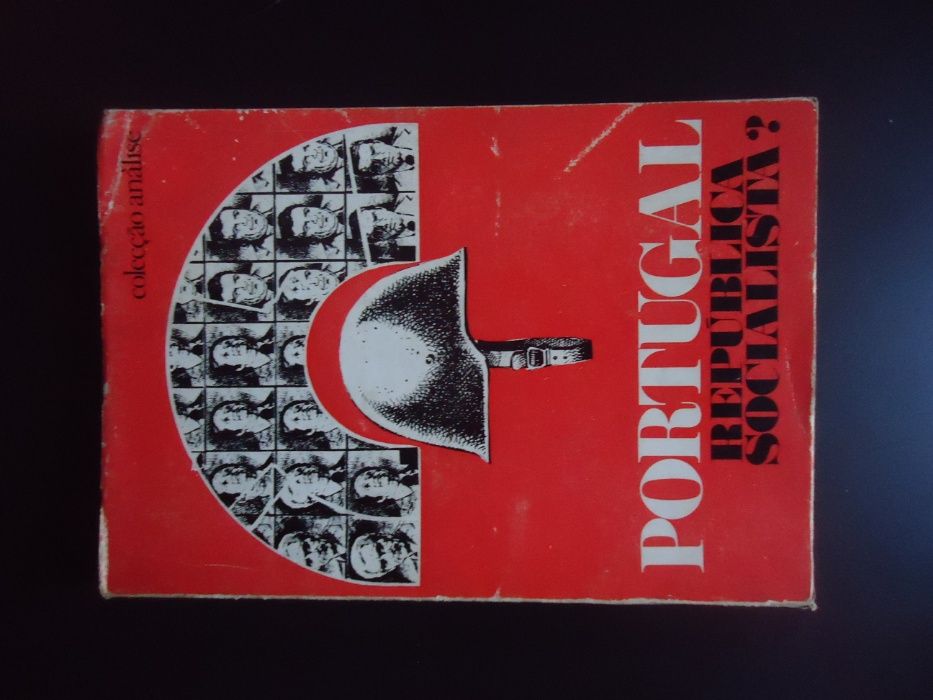 colecção análise
PORTUGAL
REPÚBLICA
SOCIALISTA?